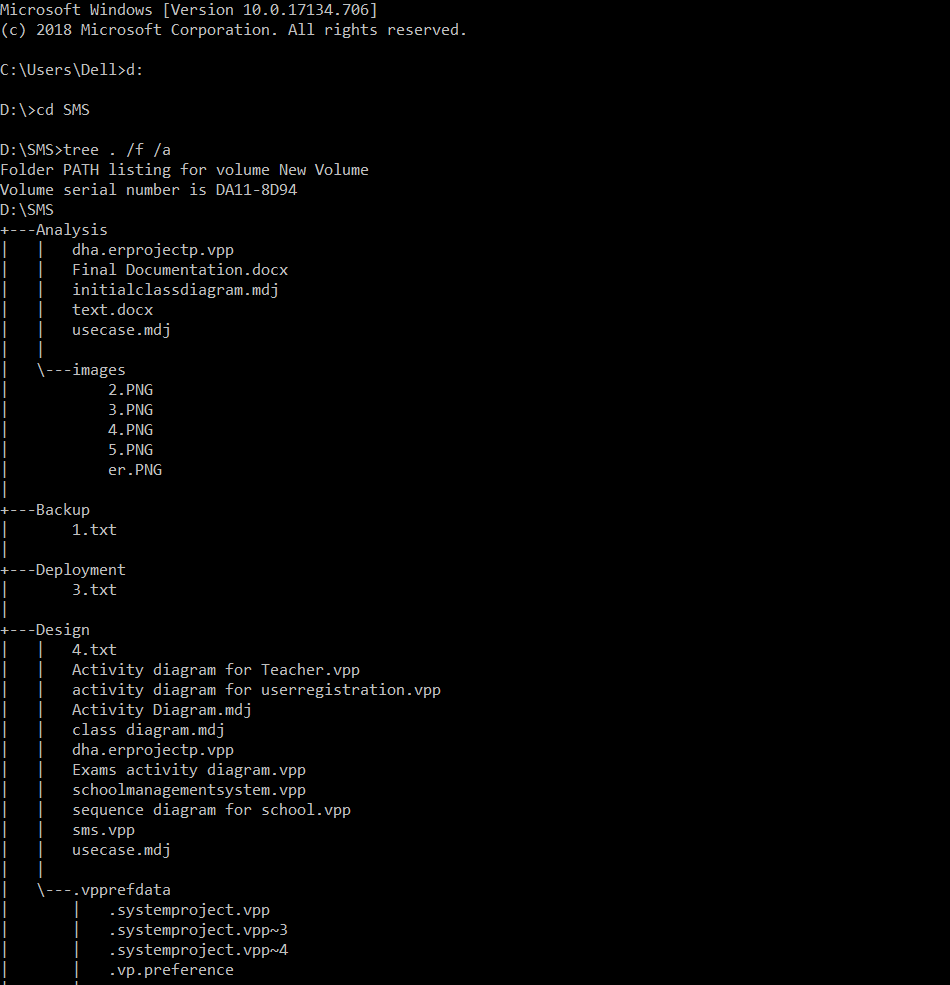 Microsoft Windows [Version 10.0.17134.706]
(c) 2018 Microsoft Corporation. All rights reserved.
C:\Users\Dell>d:
D:\>cd SMS
D:\SMS>tree . /f /a
Folder PATH listing for volume New Volume
Volume serial number is DA11-8D94
D:\SMS
+---Analysis
|   |   dha.erprojectp.vpp
|   |   Final Documentation.docx
|   |   initialclassdiagram.mdj
|   |   text.docx
|   |   usecase.mdj
|   |
|   \---images
|           2.PNG
|           3.PNG
|           4.PNG
|           5.PNG
|           er.PNG
|
+---Backup
|       1.txt
|
+---Deployment
|       3.txt
|
+---Design
|   |   4.txt
|   |   Activity diagram for Teacher.vpp
|   |   activity diagram for userregistration.vpp
|   |   Activity Diagram.mdj
|   |   class diagram.mdj
|   |   dha.erprojectp.vpp
|   |   Exams activity diagram.vpp
|   |   schoolmanagementsystem.vpp
|   |   sequence diagram for school.vpp
|   |   sms.vpp
|   |   usecase.mdj
|   |
|   \---.vpprefdata
|       |   .systemproject.vpp
|       |   .systemproject.vpp~3
|       |   .systemproject.vpp~4
|       |   .vp.preference